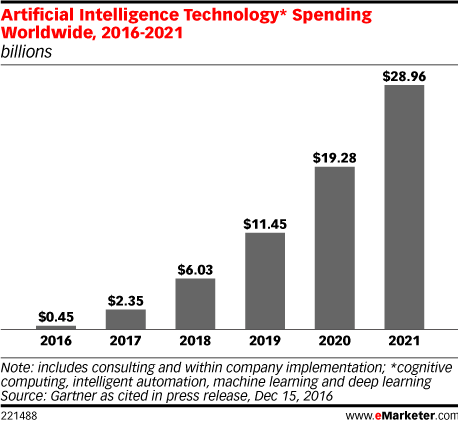 Artificial Intelligence Technology* Spending
Worldwide, 2016-2021
billions
$28.96
$19.28
$11.45
$6.03
$2.35
$0.45
2016 2017 2018 2019 2020 2021
Note: includes consulting and within company implementation; *cognitive
computing, intelligent automation, machine learning and deep learning
Source: Gartner as cited in press release, Dec 15, 2016
221488 www.eMarketer.com